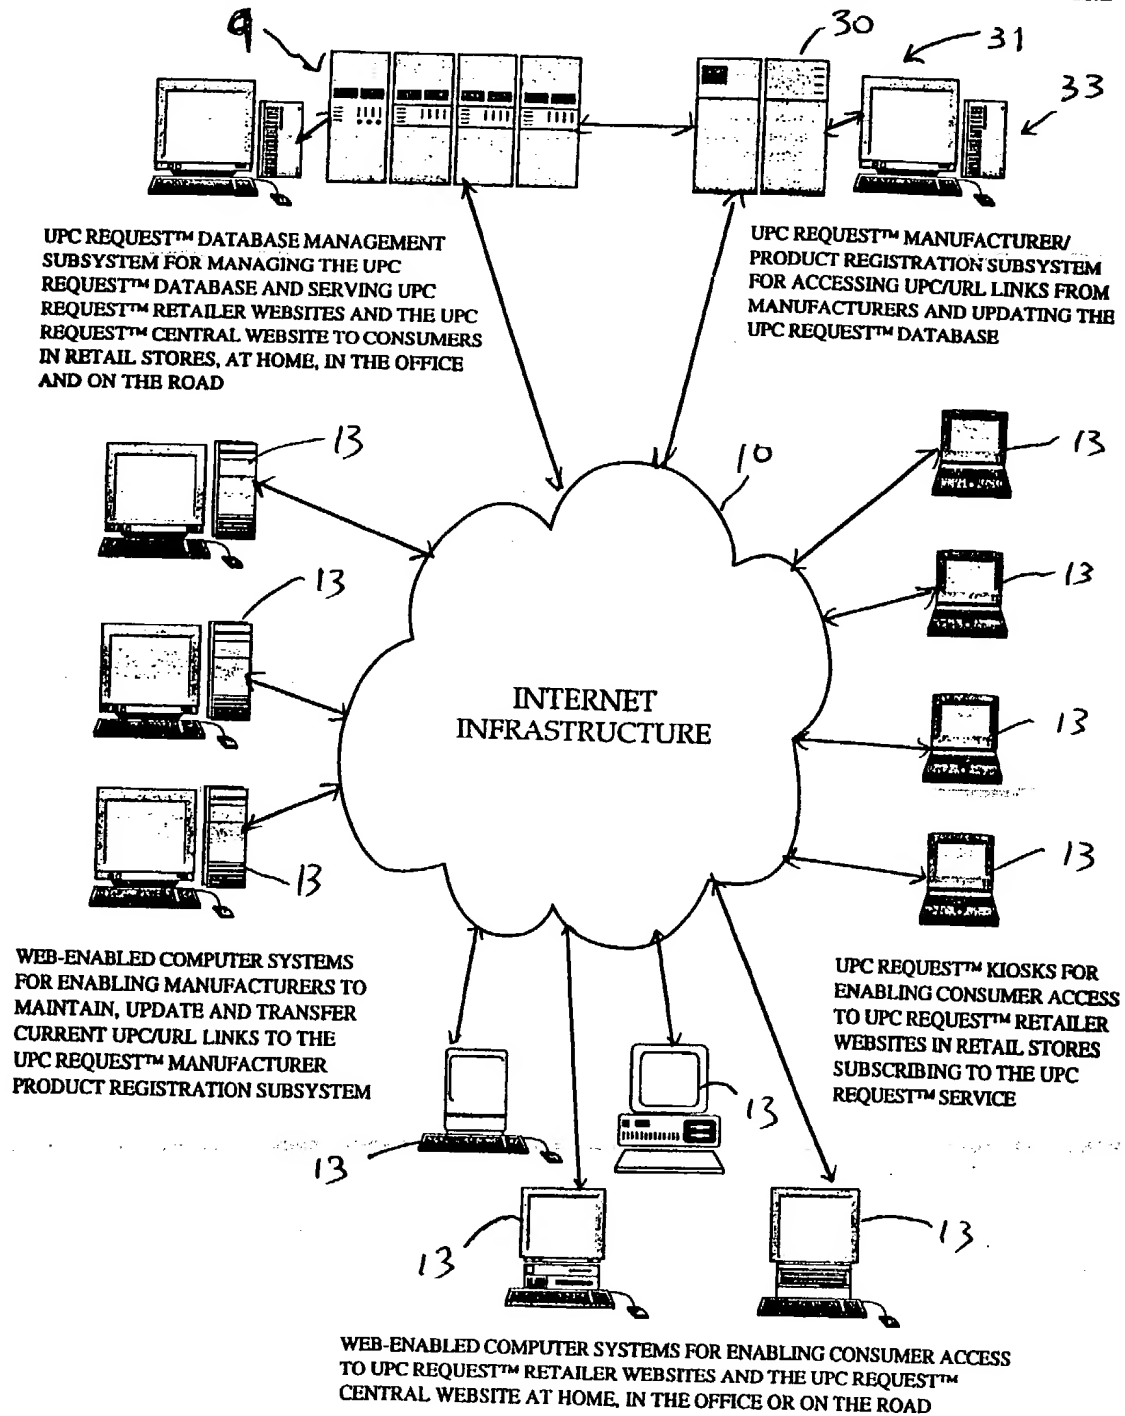 9
30
31
33
UPC REQUEST™ DATABASE MANAGEMENT
SUBSYSTEM FOR MANAGING THE UPC
REQUEST™ DATABASE AND SERVING UPC
REQUEST™ RETAILER WEBSITES AND THE UPC
REQUEST™ CENTRAL WEBSITE TO CONSUMERS
IN RETAIL STORES, AT HOME, IN THE OFFICE
AND ON THE ROAD
UPC REQUEST™ MANUFACTURER/
PRODUCT REGISTRATION SUBSYSTEM
FOR ACCESSING UPC/URL LINKS FROM
MANUFACTURERS AND UPDATING THE
UPC REQUEST™ DATABASE
13
10
13
13
13
INTERNET
INFRASTRUCTURE
13
13
13
WEB-ENABLED COMPUTER SYSTEMS
FOR ENABLING MANUFACTURERS TO
MAINTAIN, UPDATE AND TRANSFER
CURRENT UPC/URL LINKS TO THE
UPC REQUEST™ MANUFACTURER
PRODUCT REGISTRATION SUBSYSTEM
UPC REQUEST™ KIOSKS FOR
ENABLING CONSUMER ACCESS
TO UPC REQUEST™ RETAILER
WEBSITES IN RETAIL STORES
SUBSCRIBING TO THE UPC
REQUEST™ SERVICE
13
13
13
13
WEB-ENABLED COMPUTER SYSTEMS FOR ENABLING CONSUMER ACCESS
TO UPC REQUEST™ RETAILER WEBSITES AND THE UPC REQUEST™
CENTRAL WEBSITE AT HOME, IN THE OFFICE OR ON THE ROAD